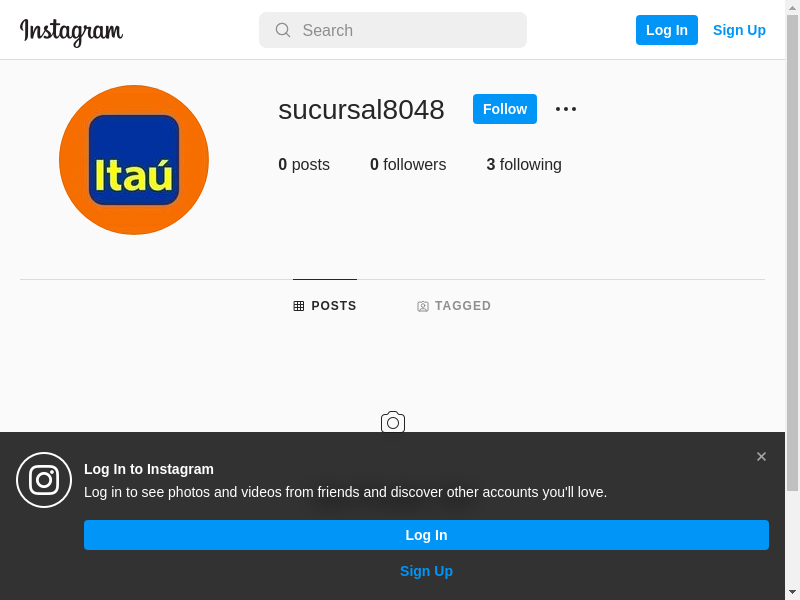 Instagram
Search
Log In
Sign Up
Itaú
sucursal8048
Follow
0 posts
0 followers
3 following
POSTS
TAGGED
Log In to Instagram
Log in to see photos and videos from friends and discover other accounts you'll love.
Log In
Sign Up